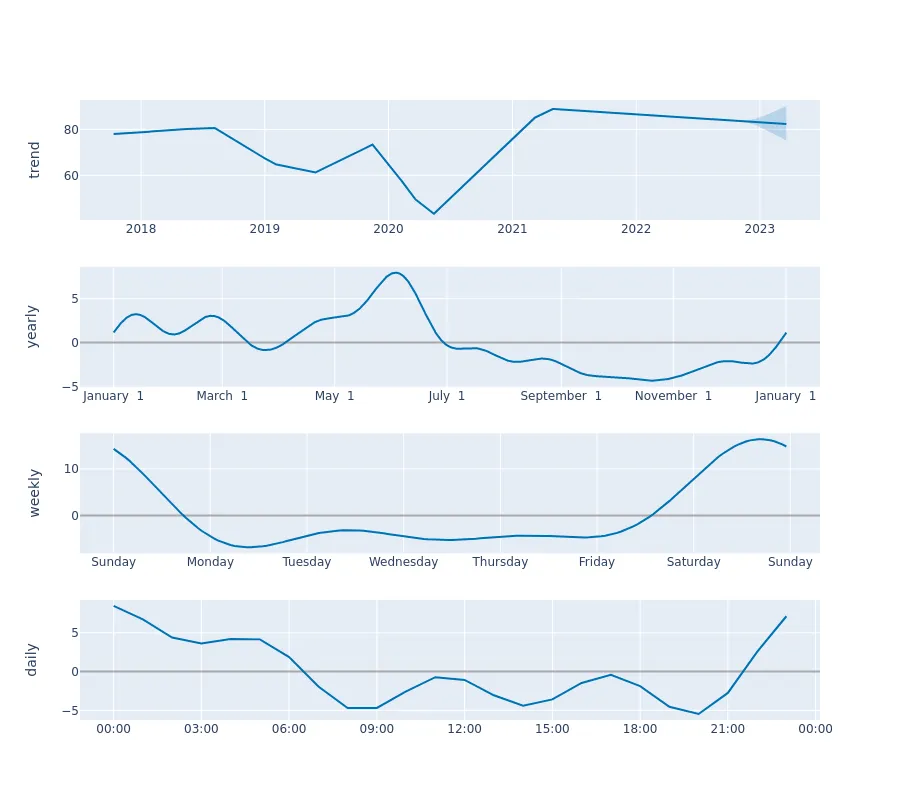 trend
80
60
2018 2019 2020 2021 2022 2023
yearly
5
0
−5
January 1 March 1 May 1 July 1 September 1 November 1 January 1
weekly
10
0
Sunday Monday Tuesday Wednesday Thursday Friday Saturday Sunday
daily
5
0
−5
00:00 03:00 06:00 09:00 12:00 15:00 18:00 21:00 00:00